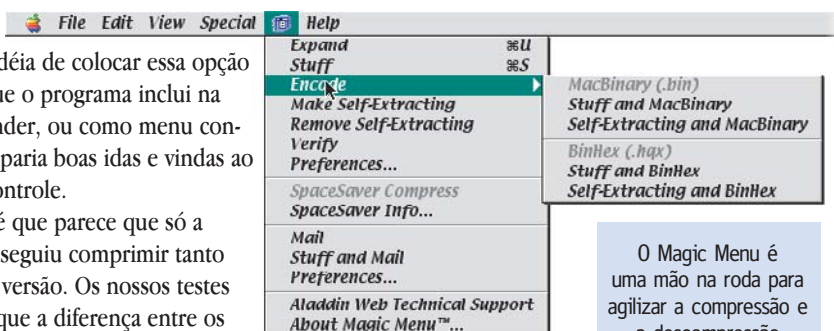 File Edit View Special Help
déia de colocar essa opção
ue o programa inclui na
nder, ou como menu con-
paria boas idas e vindas ao
ontrole.
é que parece que só a
seguiu comprimir tanto
versão. Os nossos testes
que a diferença entre os
Expand ⌘U
Stuff ⌘S
Encode
Make Self-Extracting
Remove Self-Extracting
Verify
Preferences...
SpaceSaver Compress
SpaceSaver Info...
Mail
Stuff and Mail
Preferences...
Aladdin Web Technical Support
About Magic Menu™...
MacBinary (.bin)
Stuff and MacBinary
Self-Extracting and MacBinary
BinHex (.hqx)
Stuff and BinHex
Self-Extracting and BinHex
O Magic Menu é
uma mão na roda para
agilizar a compressão e
a descompressão